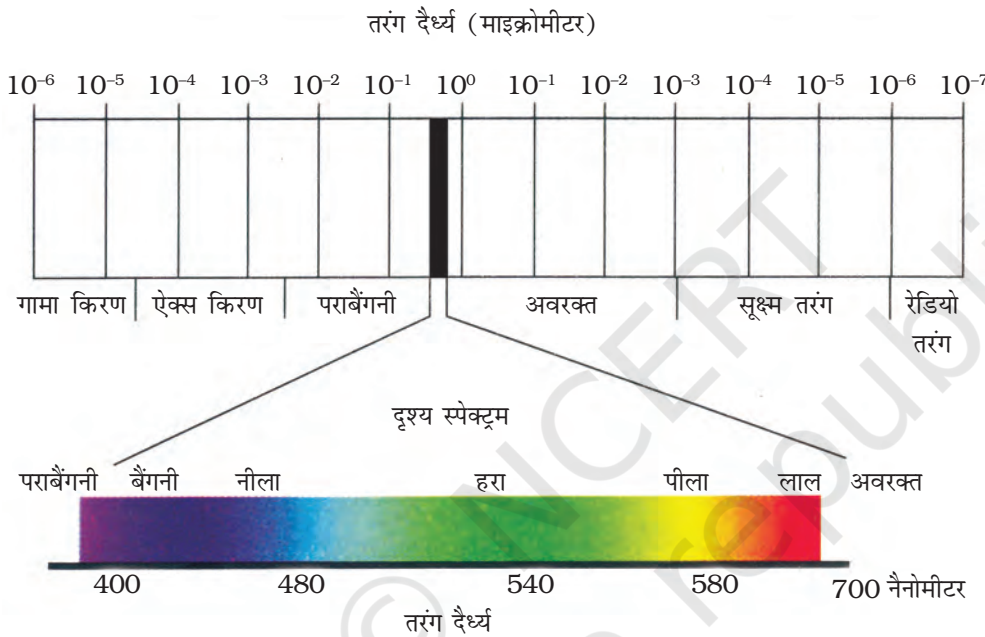 तरंग दैर्ध्य (माइक्रोमीटर)
10⁻⁶ 10⁻⁵ 10⁻⁴ 10⁻³ 10⁻² 10⁻¹ 10⁰ 10⁻¹ 10⁻² 10⁻³ 10⁻⁴ 10⁻⁵ 10⁻⁶ 10⁻⁷
गामा किरण ऐक्स किरण पराबैंगनी अवरक्त सूक्ष्म तरंग रेडियो
तरंग
दृश्य स्पेक्ट्रम
पराबैंगनी बैंगनी नीला हरा पीला लाल अवरक्त
400 480 540 580 700 नैनोमीटर
तरंग दैर्ध्य
© NCERT
republi